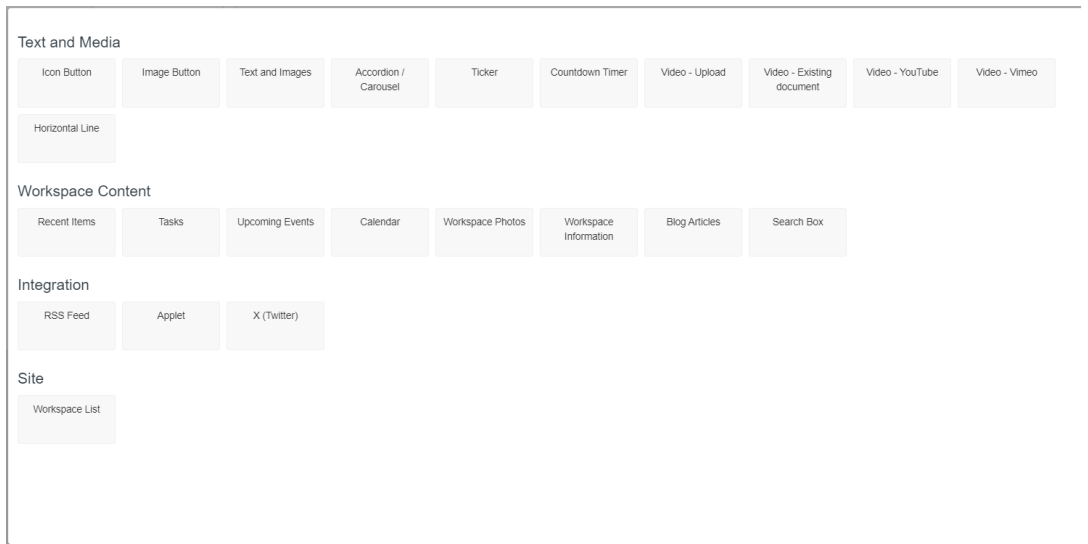 Text and Media
Icon Button
Image Button
Text and Images
Accordion /
Carousel
Ticker
Countdown Timer
Video - Upload
Video - Existing
document
Video - YouTube
Video - Vimeo
Horizontal Line
Workspace Content
Recent Items
Tasks
Upcoming Events
Calendar
Workspace Photos
Workspace
Information
Blog Articles
Search Box
Integration
RSS Feed
Applet
X (Twitter)
Site
Workspace List